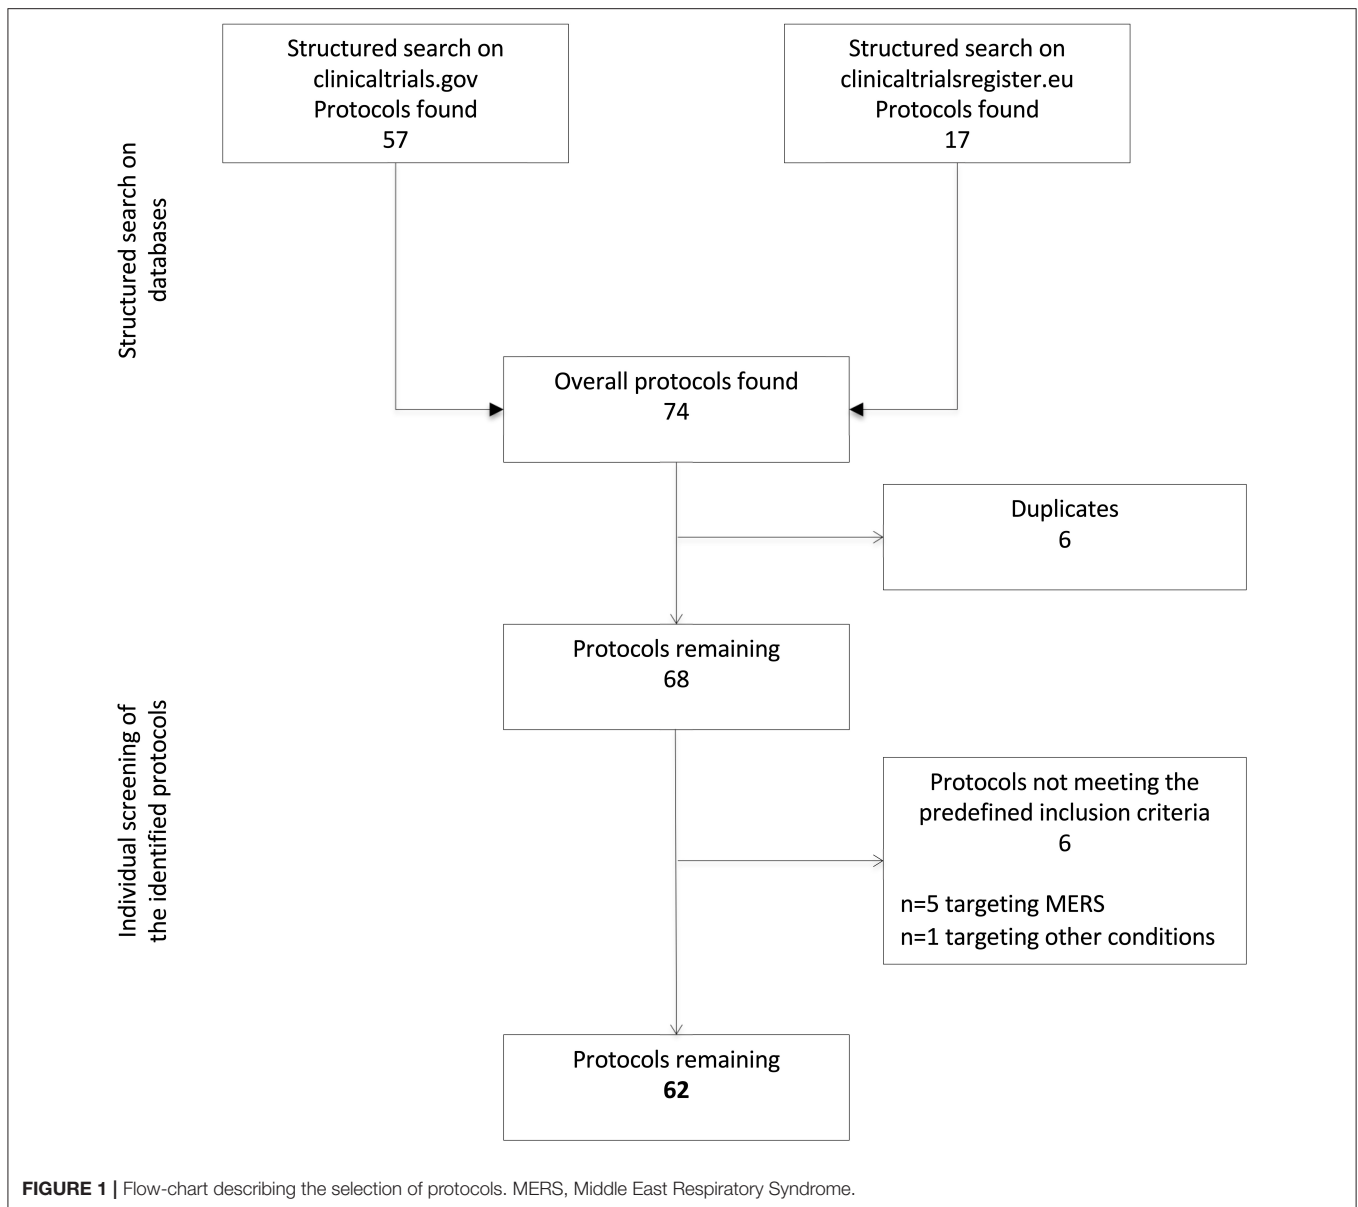 Structured search on
clinicaltrials.gov
Protocols found
57
Structured search on
clinicaltrialsregister.eu
Protocols found
17
Structured search on
databases
Overall protocols found
74
Duplicates
6
Protocols remaining
68
Individual screening of
the identified protocols
Protocols not meeting the
predefined inclusion criteria
6
n=5 targeting MERS
n=1 targeting other conditions
Protocols remaining
62
FIGURE 1 | Flow-chart describing the selection of protocols. MERS, Middle East Respiratory Syndrome.